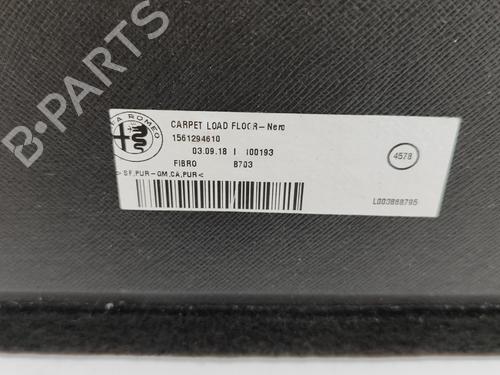 B-PARTS
ALFA ROMEO
CARPET LOAD FLOOR-Nero
1561294610
03.09.18 I I00193
FIBRO B703
4578
>SF,PUR-GM,CA,PUR<
L003868795